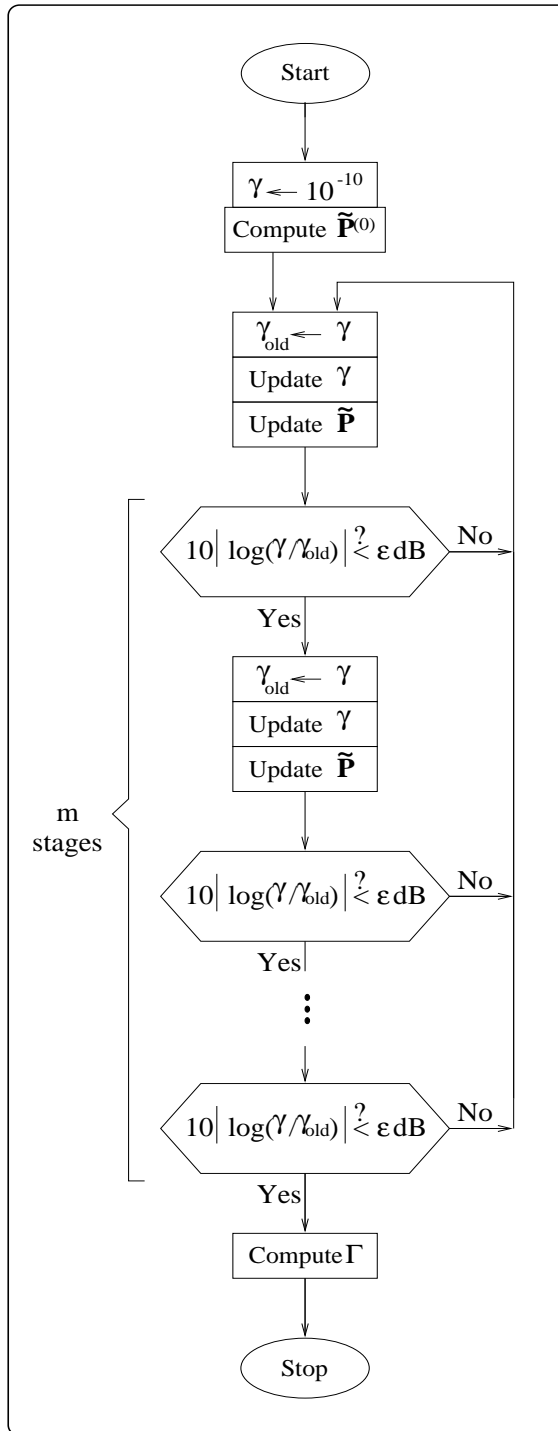 Start
γ ← 10^-10
Compute P̃^(0)
γ_old ← γ
Update γ
Update P̃
10| log(γ/γ_old) | <^? ε dB
No
Yes
γ_old ← γ
Update γ
Update P̃
m
stages
10| log(γ/γ_old) | <^? ε dB
No
Yes
⋮
10| log(γ/γ_old) | <^? ε dB
No
Yes
Compute Γ
Stop